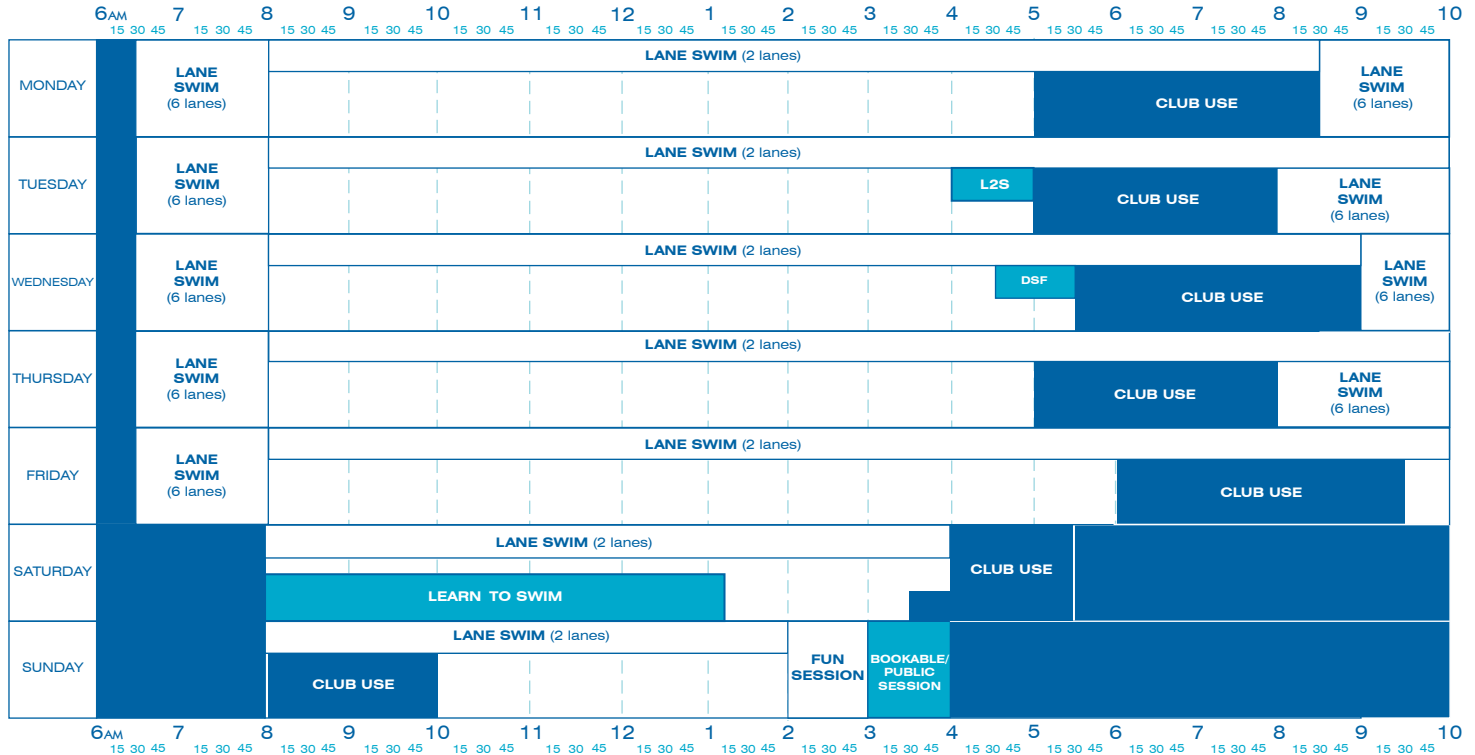 6AM 7 8 9 10 11 12 1 2 3 4 5 6 7 8 9 10
15 30 45 15 30 45 15 30 45 15 30 45 15 30 45 15 30 45 15 30 45 15 30 45 15 30 45 15 30 45 15 30 45 15 30 45 15 30 45 15 30 45 15 30 45 15 30 45
MONDAY
LANE
SWIM
(6 lanes)
LANE SWIM (2 lanes)
CLUB USE
LANE
SWIM
(6 lanes)
TUESDAY
LANE
SWIM
(6 lanes)
LANE SWIM (2 lanes)
L2S
CLUB USE
LANE
SWIM
(6 lanes)
WEDNESDAY
LANE
SWIM
(6 lanes)
LANE SWIM (2 lanes)
DSF
CLUB USE
LANE
SWIM
(6 lanes)
THURSDAY
LANE
SWIM
(6 lanes)
LANE SWIM (2 lanes)
CLUB USE
LANE
SWIM
(6 lanes)
FRIDAY
LANE
SWIM
(6 lanes)
LANE SWIM (2 lanes)
CLUB USE
SATURDAY
LANE SWIM (2 lanes)
LEARN TO SWIM
CLUB USE
SUNDAY
LANE SWIM (2 lanes)
CLUB USE
FUN
SESSION
BOOKABLE/
PUBLIC
SESSION
6AM 7 8 9 10 11 12 1 2 3 4 5 6 7 8 9 10
15 30 45 15 30 45 15 30 45 15 30 45 15 30 45 15 30 45 15 30 45 15 30 45 15 30 45 15 30 45 15 30 45 15 30 45 15 30 45 15 30 45 15 30 45 15 30 45